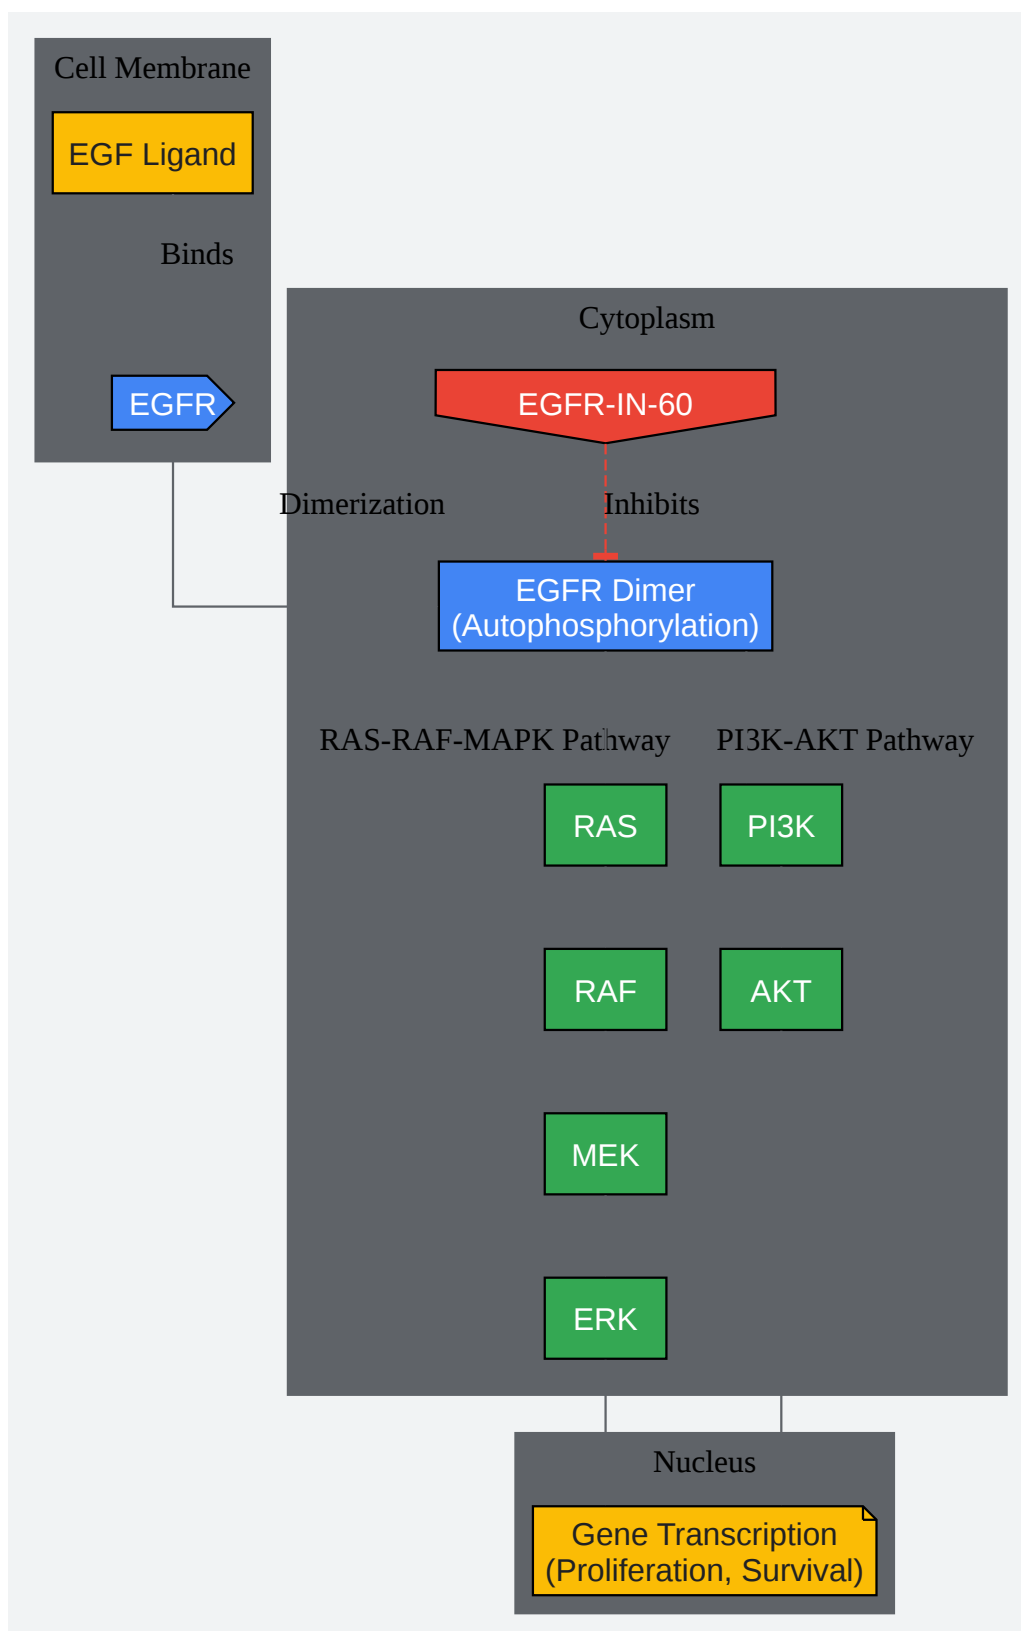 Cell Membrane
EGF Ligand
Binds
EGFR
Cytoplasm
EGFR-IN-60
Dimerization
Inhibits
EGFR Dimer
(Autophosphorylation)
RAS-RAF-MAPK Pathway
PI3K-AKT Pathway
RAS
PI3K
RAF
AKT
MEK
ERK
Nucleus
Gene Transcription
(Proliferation, Survival)